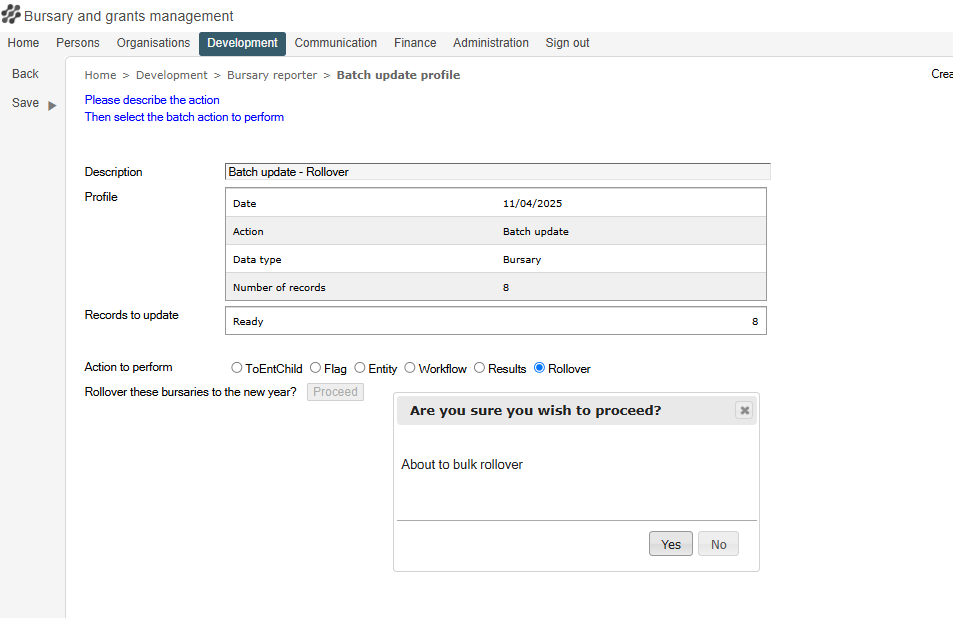 Bursary and grants management
Home Persons Organisations Development Communication Finance Administration Sign out
Back
Home > Development > Bursary reporter > Batch update profile
Save
Please describe the action
Then select the batch action to perform
Description Batch update - Rollover
Profile
Date 11/04/2025
Action Batch update
Data type Bursary
Number of records 8
Records to update
Ready 8
Action to perform ToEntChild Flag Entity Workflow Results Rollover
Rollover these bursaries to the new year? Proceed
Are you sure you wish to proceed?
About to bulk rollover
Yes No